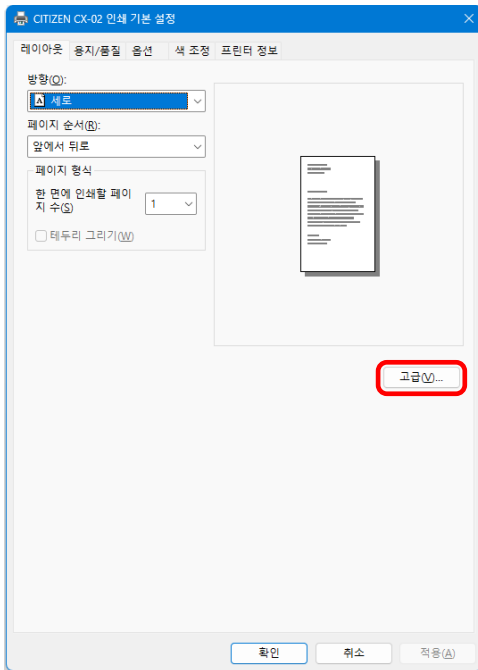 CITIZEN CX-02 인쇄 기본 설정
레이아웃 용지/품질 옵션 색 조정 프린터 정보
방향(O):
A 세로
페이지 순서(R):
앞에서 뒤로
페이지 형식
한 면에 인쇄할 페이
지 수(S)
1
테두리 그리기(W)
고급(V)...
확인 취소 적용(A)